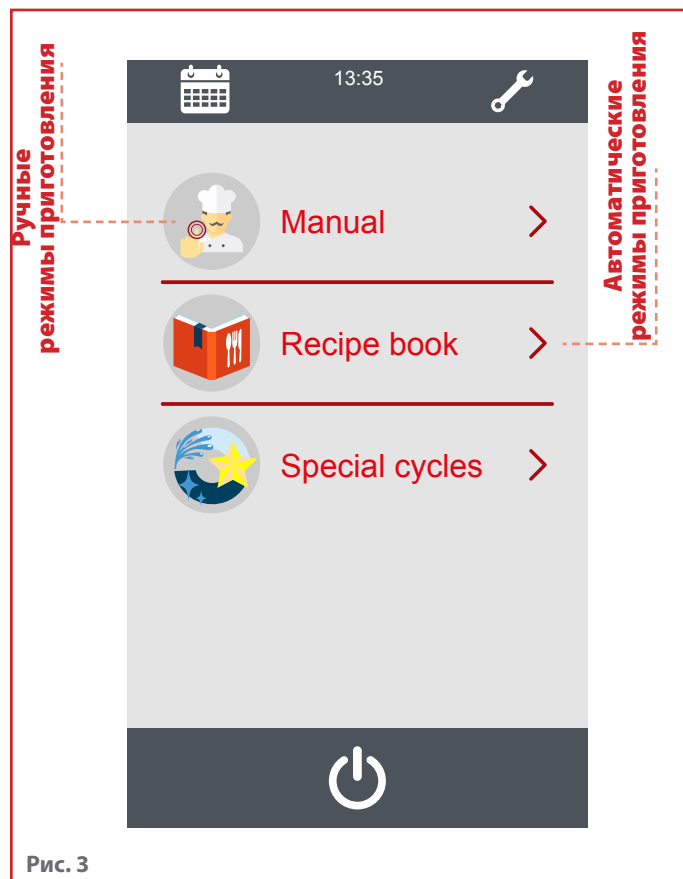 Ручные
режимы приготовления
13:35
Автоматические
режимы приготовления
Manual
Recipe book
Special cycles
Рис. 3